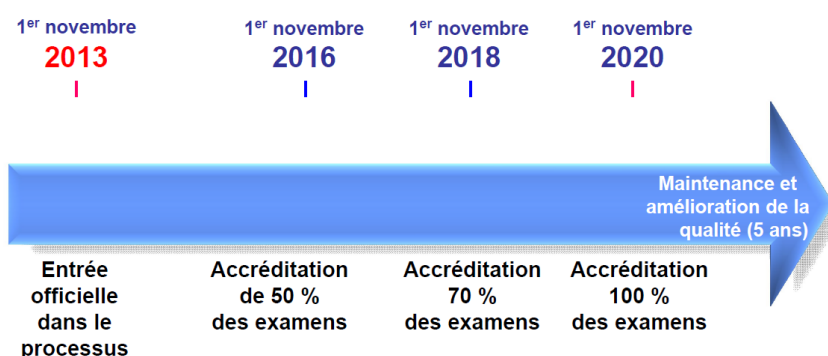 1er novembre
2013
1er novembre
2016
1er novembre
2018
1er novembre
2020
Maintenance et
amélioration de la
qualité (5 ans)
Entrée
officielle
dans le
processus
Accréditation
de 50 %
des examens
Accréditation
70 %
des examens
Accréditation
100 %
des examens